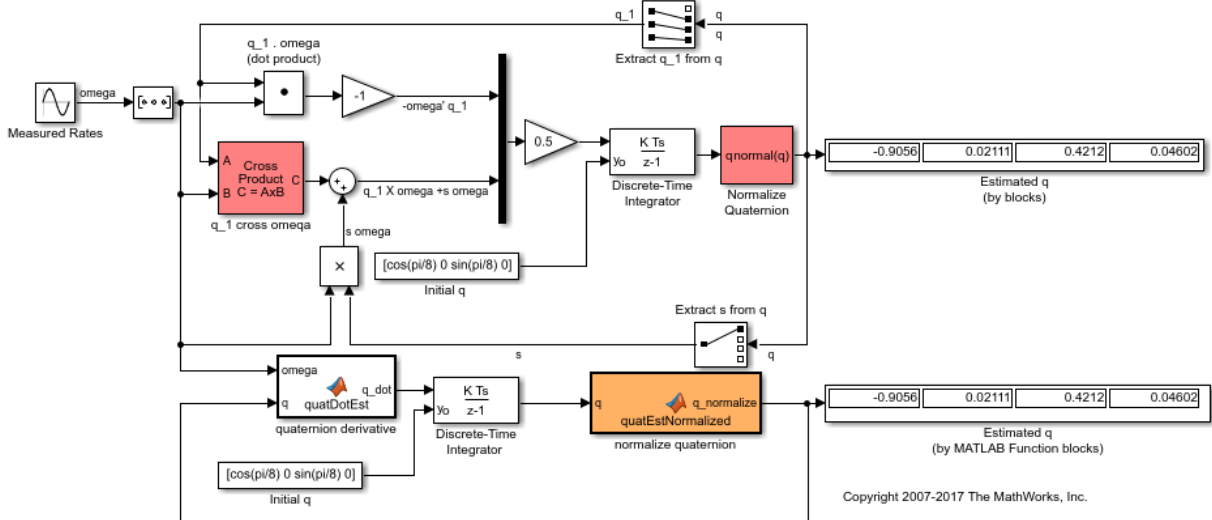 q_1
q
q
Extract q_1 from q
q_1 . omega
(dot product)
omega
Measured Rates
-1
-omega' q_1
A
B
Cross
Product
C = AxB
C
q_1 cross omega
q_1 X omega +s omega
s omega
×
0.5
K Ts
z-1
yo
Discrete-Time
Integrator
qnormal(q)
Normalize
Quaternion
-0.9056
0.02111
0.4212
0.04602
Estimated q
(by blocks)
[cos(pi/8) 0 sin(pi/8) 0]
Initial q
Extract s from q
s
q
omega
q
q_dot
quatDotEst
quaternion derivative
K Ts
z-1
yo
Discrete-Time
Integrator
[cos(pi/8) 0 sin(pi/8) 0]
Initial q
q
q_normalize
quatEstNormalized
normalize quaternion
-0.9056
0.02111
0.4212
0.04602
Estimated q
(by MATLAB Function blocks)
Copyright 2007-2017 The MathWorks, Inc.